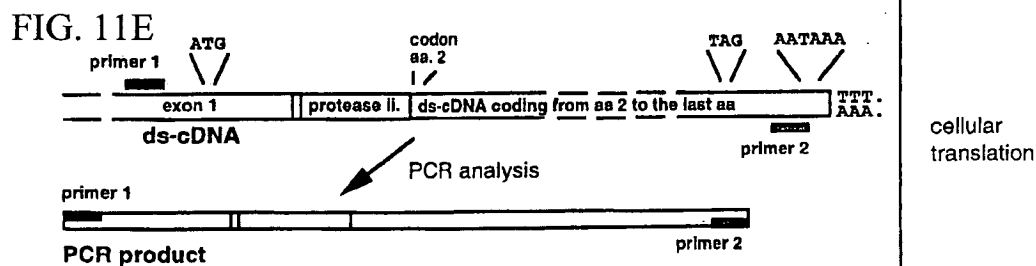 FIG. 11E
ATG
codon
aa. 2
TAG
AATAAA
primer 1
exon 1
protease ii.
ds-cDNA coding from aa 2 to the last aa
TTT.
AAA.
ds-cDNA
primer 2
cellular
translation
PCR analysis
primer 1
primer 2
PCR product